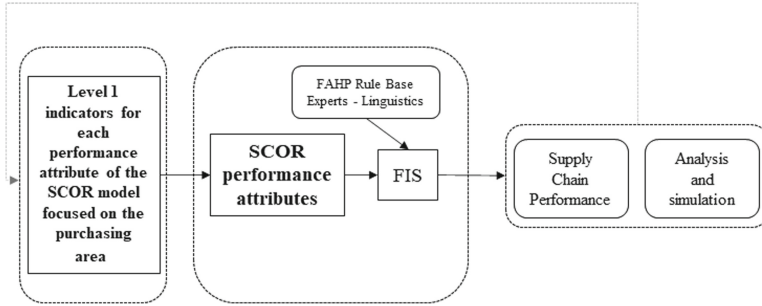 Level 1
indicators for
each
performance
attribute of the
SCOR model
focused on the
purchasing
area
FAHP Rule Base
Experts - Linguistics
SCOR
performance
attributes
FIS
Supply
Chain
Performance
Analysis
and
simulation